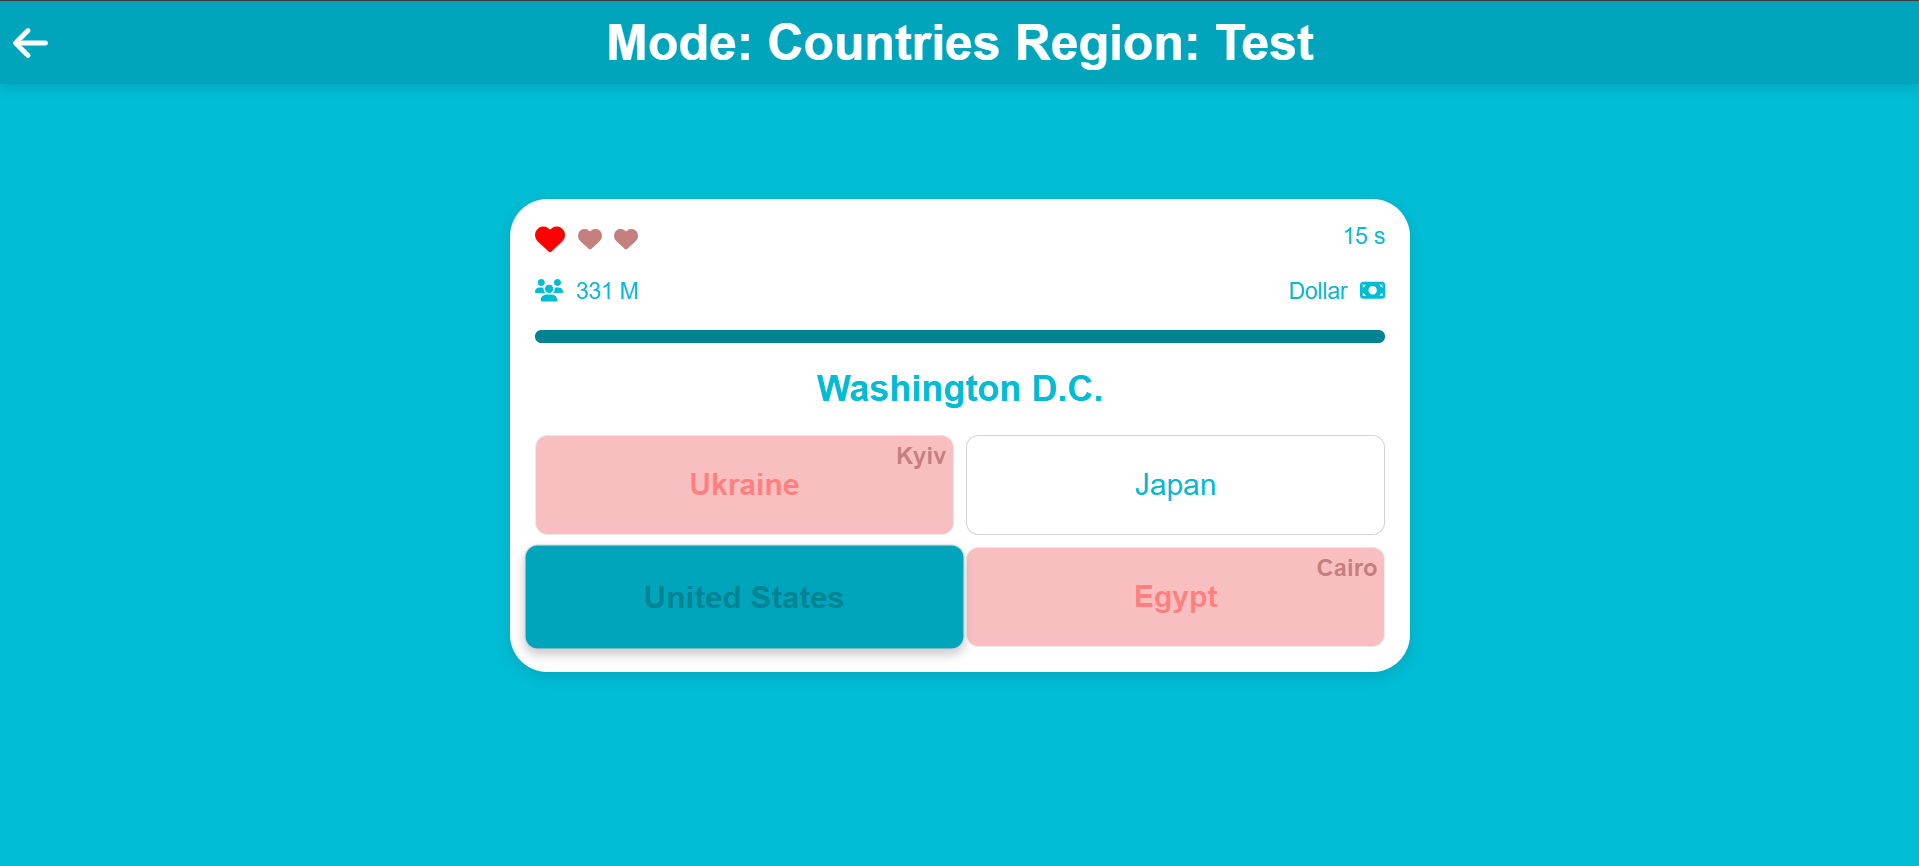 Mode: Countries Region: Test
15 s
331 M
Dollar
Washington D.C.
Kyiv
Ukraine
Japan
United States
Cairo
Egypt